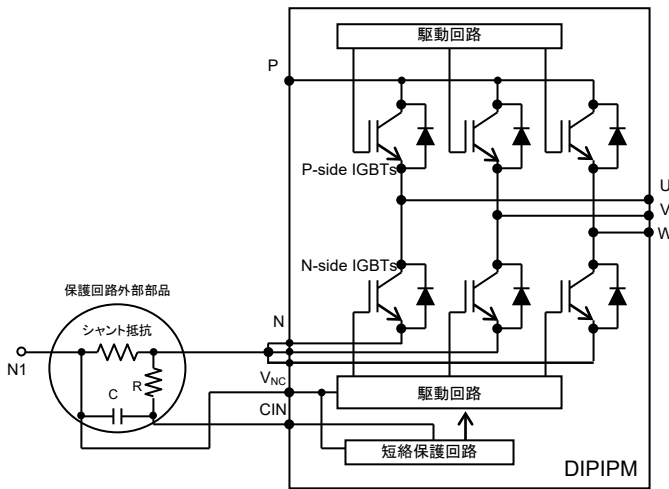 駆動回路
P
P-side IGBTs
U
V
W
N-side IGBTs
保護回路外部部品
シャント抵抗
N
N1
R
C
VNC
駆動回路
CIN
短絡保護回路
DIPIPM